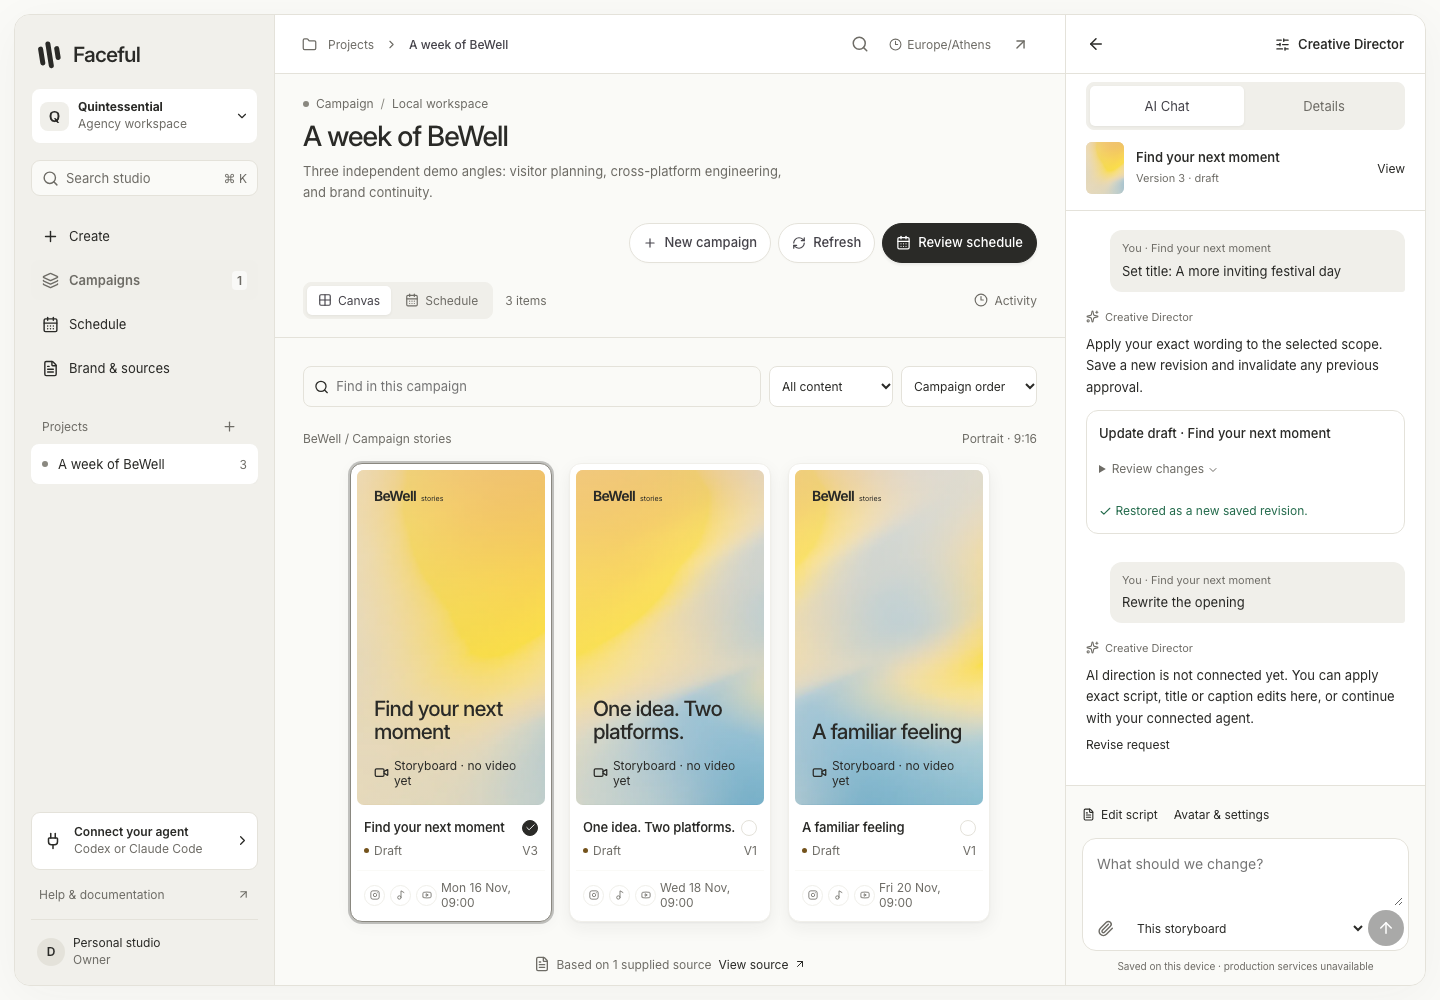 Faceful
Q
Quintessential
Agency workspace
Search studio
⌘ K
Create
Campaigns
1
Schedule
Brand & sources
Projects
A week of BeWell
3
Connect your agent
Codex or Claude Code
Help & documentation
D
Personal studio
Owner
Projects
A week of BeWell
Europe/Athens
Campaign / Local workspace
A week of BeWell
Three independent demo angles: visitor planning, cross-platform engineering,
and brand continuity.
New campaign
Refresh
Review schedule
Canvas
Schedule
3 items
Activity
Find in this campaign
All content
Campaign order
BeWell / Campaign stories
Portrait · 9:16
BeWell stories
Find your next
moment
Storyboard · no video
yet
Find your next moment
Draft
V3
Mon 16 Nov,
09:00
BeWell stories
One idea. Two
platforms.
Storyboard · no video
yet
One idea. Two platforms.
Draft
V1
Wed 18 Nov,
09:00
BeWell stories
A familiar feeling
Storyboard · no video
yet
A familiar feeling
Draft
V1
Fri 20 Nov,
09:00
Based on 1 supplied source View source
Creative Director
AI Chat
Details
Find your next moment
Version 3 · draft
View
You · Find your next moment
Set title: A more inviting festival day
Creative Director
Apply your exact wording to the selected scope.
Save a new revision and invalidate any previous
approval.
Update draft · Find your next moment
Review changes
Restored as a new saved revision.
You · Find your next moment
Rewrite the opening
Creative Director
AI direction is not connected yet. You can apply
exact script, title or caption edits here, or continue
with your connected agent.
Revise request
Edit script
Avatar & settings
What should we change?
This storyboard
Saved on this device · production services unavailable